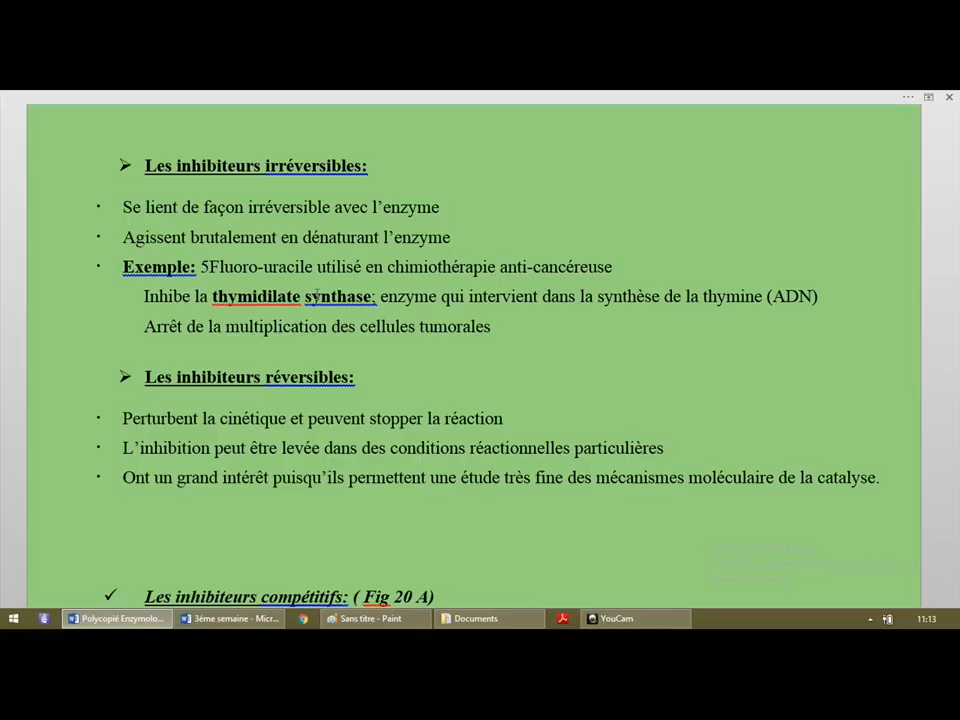 Les inhibiteurs irréversibles:
Se lient de façon irréversible avec l’enzyme
Agissent brutalement en dénaturant l’enzyme
Exemple: 5Fluoro-uracile utilisé en chimiothérapie anti-cancéreuse
Inhibe la thymidilate synthase; enzyme qui intervient dans la synthèse de la thymine (ADN)
Arrêt de la multiplication des cellules tumorales
Les inhibiteurs réversibles:
Perturbent la cinétique et peuvent stopper la réaction
L’inhibition peut être levée dans des conditions réactionnelles particulières
Ont un grand intérêt puisqu’ils permettent une étude très fine des mécanismes moléculaire de la catalyse.
Les inhibiteurs compétitifs: ( Fig 20 A)
Polycopié Enzymolo... 3éme semaine - Micr... Sans titre - Paint Documents YouCam 11:13